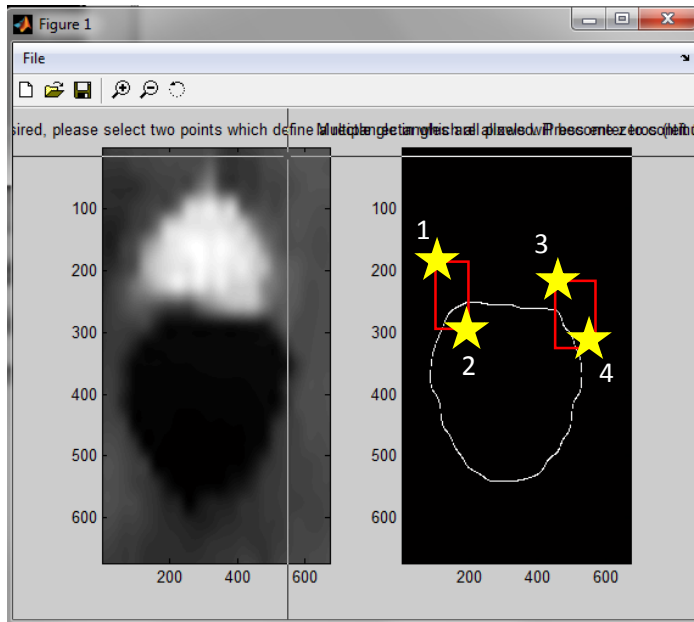 Figure 1
File
sired, please select two points which define
100 100
200 200
300 300
400 400
500 500
600 600
200 400 600 200 400 600
1
3
2
4